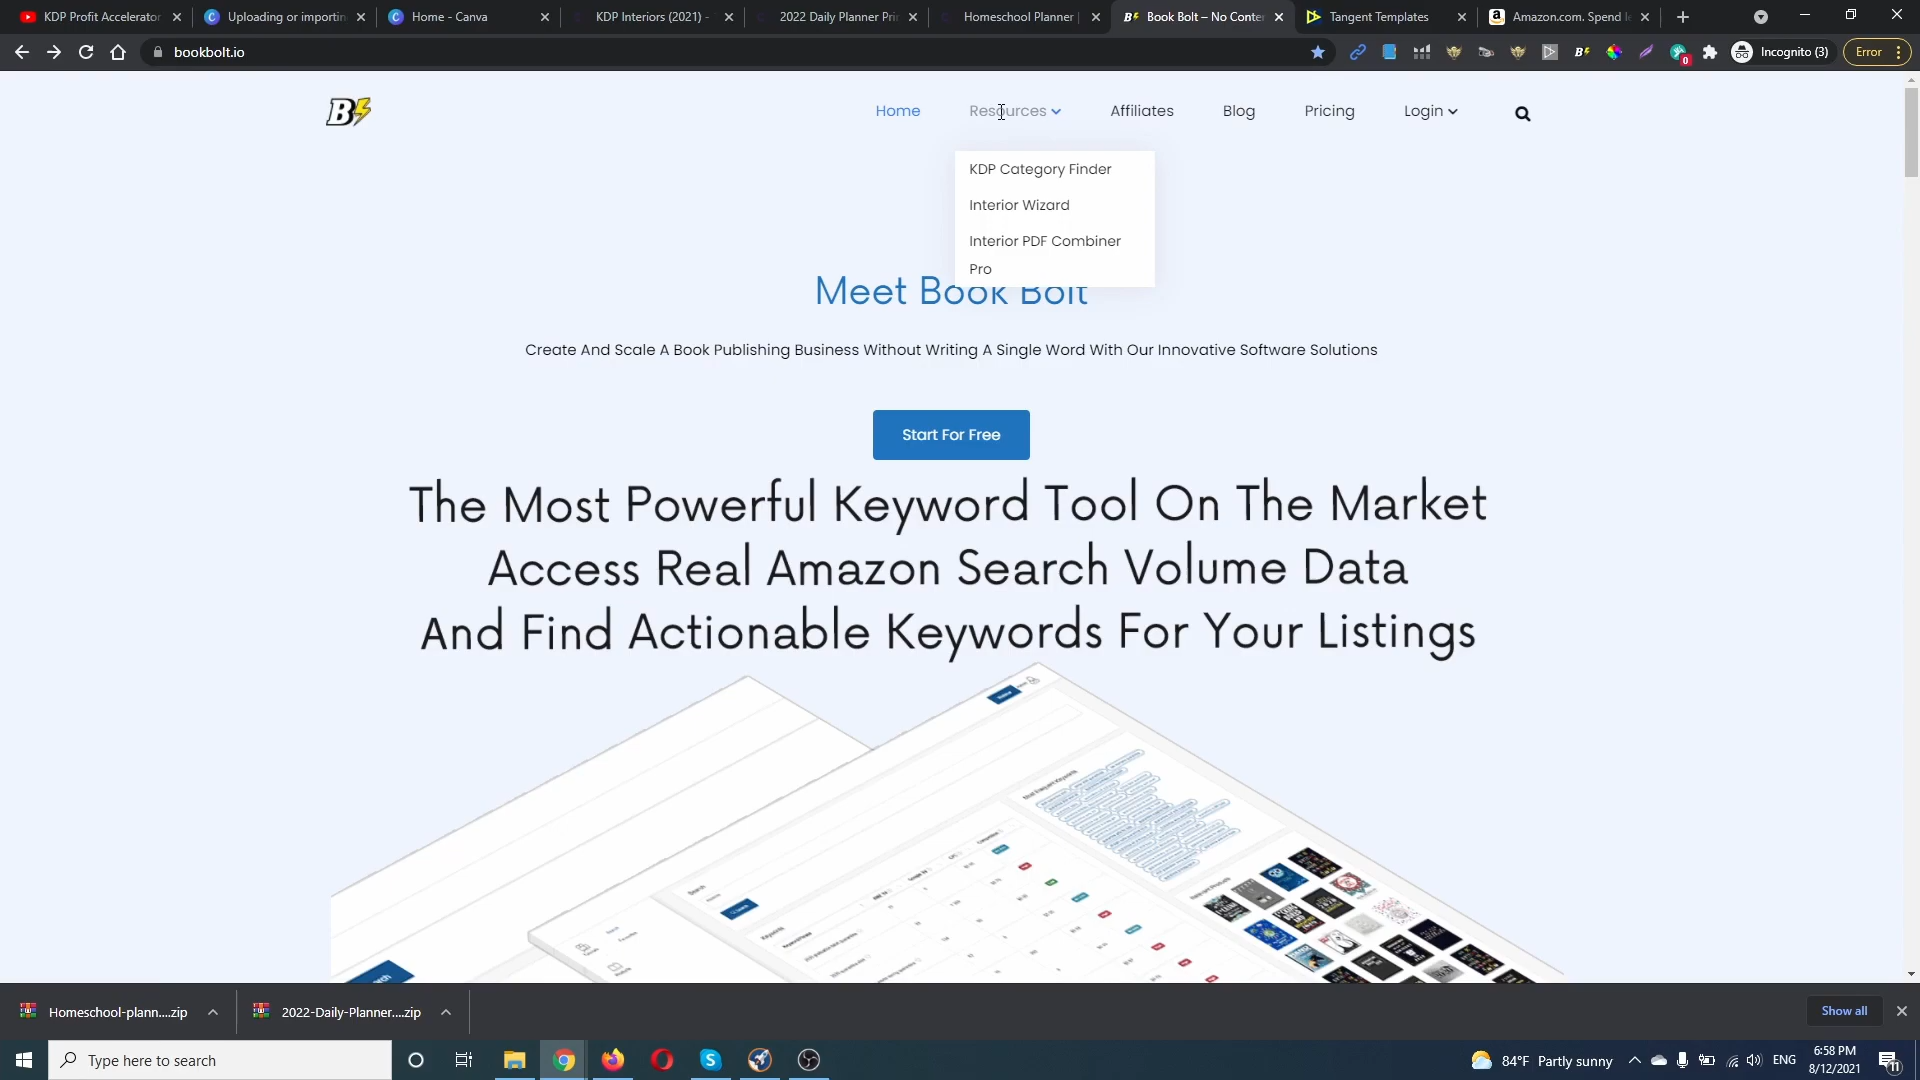 KDP Profit Accelerator
Uploading or importin
Home - Canva
KDP Interiors (2021) -
2022 Daily Planner Pri
Homeschool Planner
Book Bolt – No Conte
Tangent Templates
Amazon.com. Spend le
bookbolt.io
Incognito (3)
Error
Home
Resources
Affiliates
Blog
Pricing
Login
KDP Category Finder
Interior Wizard
Interior PDF Combiner
Pro
Meet Book Bolt
Create And Scale A Book Publishing Business Without Writing A Single Word With Our Innovative Software Solutions
Start For Free
The Most Powerful Keyword Tool On The Market
Access Real Amazon Search Volume Data
And Find Actionable Keywords For Your Listings
Homeschool-plann....zip
2022-Daily-Planner....zip
Show all
Type here to search
84°F Partly sunny
ENG
6:58 PM
8/12/2021
11